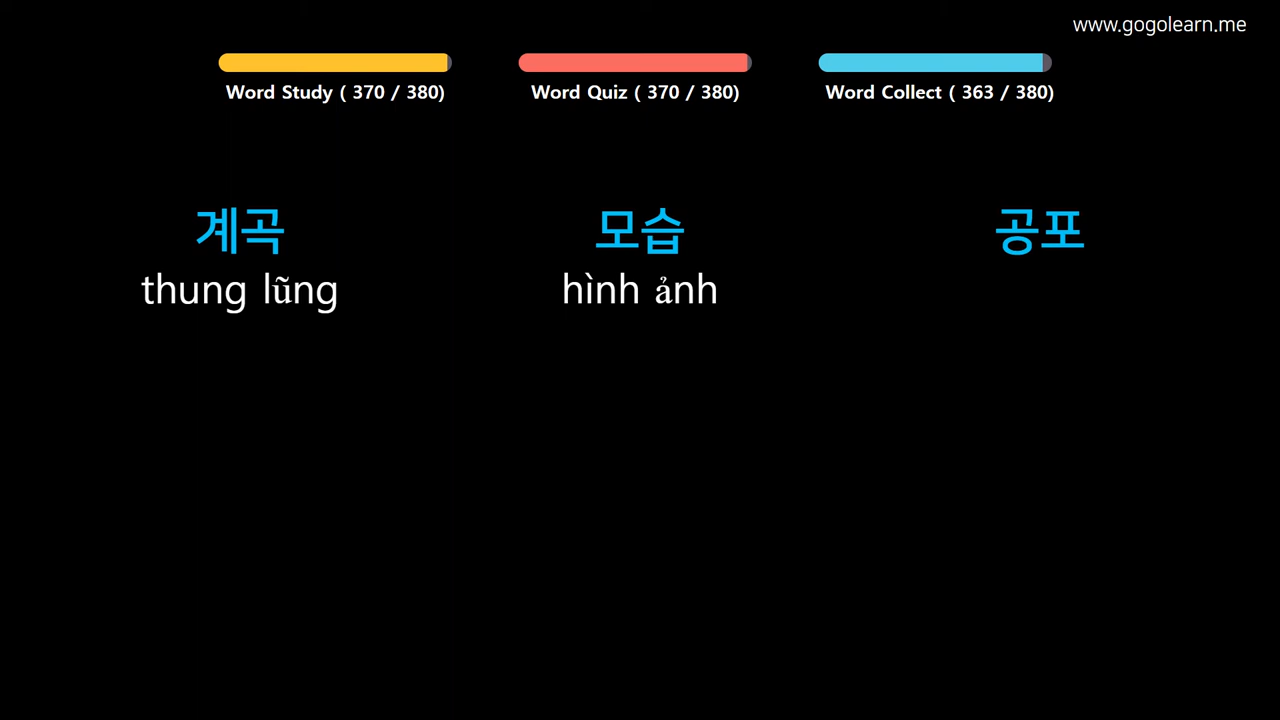 www.gogolearn.me
Word Study ( 370 / 380)
Word Quiz ( 370 / 380)
Word Collect ( 363 / 380)
계곡
thung lũng
모습
hình ảnh
공포